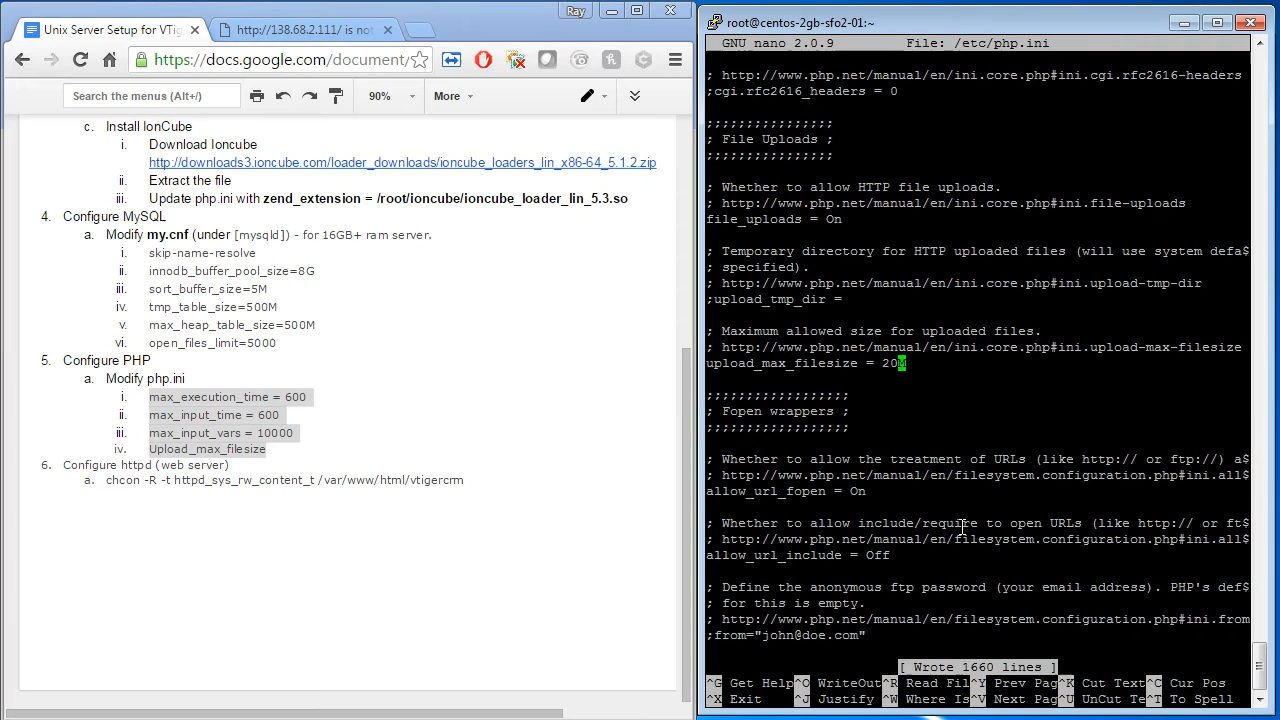 Ray
Unix Server Setup for VTig
http://138.68.2.111/ is not
https://docs.google.com/document/
Search the menus (Alt+/)
90%
More
c. Install IonCube
i. Download Ioncube
http://downloads3.ioncube.com/loader_downloads/ioncube_loaders_lin_x86-64_5.1.2.zip
ii. Extract the file
iii. Update php.ini with zend_extension = /root/ioncube/ioncube_loader_lin_5.3.so
4. Configure MySQL
a. Modify my.cnf (under [mysqld]) - for 16GB+ ram server.
i. skip-name-resolve
ii. innodb_buffer_pool_size=8G
iii. sort_buffer_size=5M
iv. tmp_table_size=500M
v. max_heap_table_size=500M
vi. open_files_limit=5000
5. Configure PHP
a. Modify php.ini
i. max_execution_time = 600
ii. max_input_time = 600
iii. max_input_vars = 10000
iv. Upload_max_filesize
6. Configure httpd (web server)
a. chcon -R -t httpd_sys_rw_content_t /var/www/html/vtigercrm
root@centos-2gb-sfo2-01:~
GNU nano 2.0.9 File: /etc/php.ini
; http://www.php.net/manual/en/ini.core.php#ini.cgi.rfc2616-headers
;cgi.rfc2616_headers = 0
;;;;;;;;;;;;;;;;
; File Uploads ;
;;;;;;;;;;;;;;;;
; Whether to allow HTTP file uploads.
; http://www.php.net/manual/en/ini.core.php#ini.file-uploads
file_uploads = On
; Temporary directory for HTTP uploaded files (will use system defa$
; specified).
; http://www.php.net/manual/en/ini.core.php#ini.upload-tmp-dir
;upload_tmp_dir =
; Maximum allowed size for uploaded files.
; http://www.php.net/manual/en/ini.core.php#ini.upload-max-filesize
upload_max_filesize = 20M
;;;;;;;;;;;;;;;;;;
; Fopen wrappers ;
;;;;;;;;;;;;;;;;;;
; Whether to allow the treatment of URLs (like http:// or ftp://) a$
; http://www.php.net/manual/en/filesystem.configuration.php#ini.all$
allow_url_fopen = On
; Whether to allow include/require to open URLs (like http:// or ft$
; http://www.php.net/manual/en/filesystem.configuration.php#ini.all$
allow_url_include = Off
; Define the anonymous ftp password (your email address). PHP's def$
; for this is empty.
; http://www.php.net/manual/en/filesystem.configuration.php#ini.from
;from="john@doe.com"
[ Wrote 1660 lines ]
^G Get Help ^O WriteOut ^R Read Fil ^Y Prev Pag ^K Cut Text ^C Cur Pos
^X Exit ^J Justify ^W Where Is ^V Next Pag ^U UnCut Te ^T To Spell